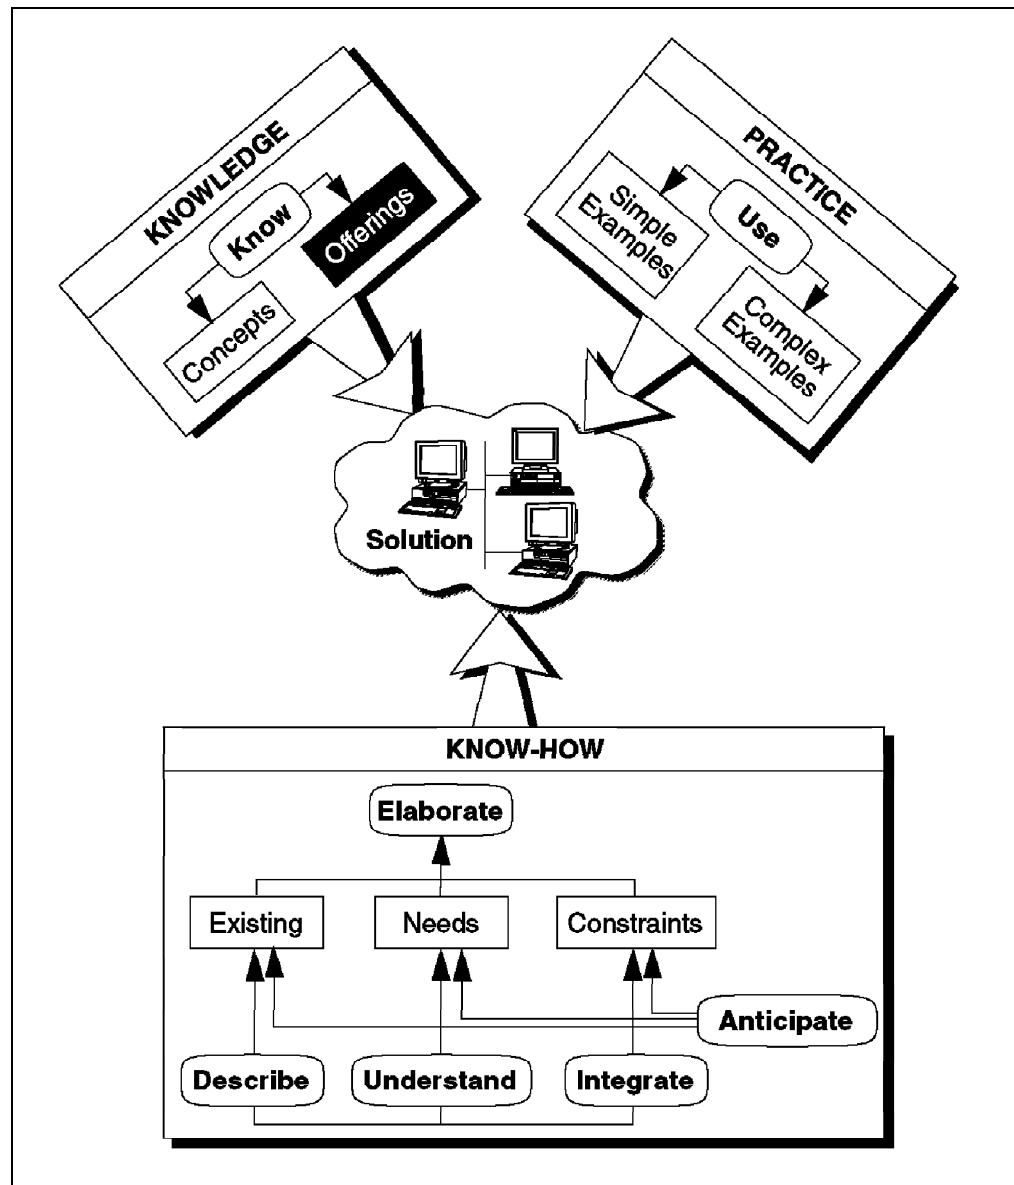 KNOWLEDGE
Know
Offerings
Concepts
PRACTICE
Simple
Examples
Use
Complex
Examples
Solution
KNOW-HOW
Elaborate
Existing
Needs
Constraints
Anticipate
Describe
Understand
Integrate